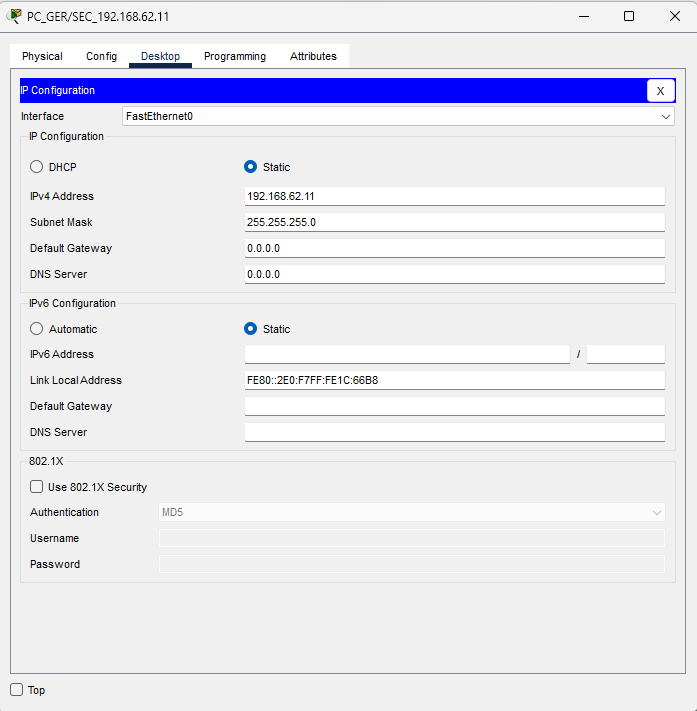 PC_GER/SEC_192.168.62.11
Physical Config Desktop Programming Attributes
IP Configuration X
Interface FastEthernet0
IP Configuration
DHCP Static
IPv4 Address 192.168.62.11
Subnet Mask 255.255.255.0
Default Gateway 0.0.0.0
DNS Server 0.0.0.0
IPv6 Configuration
Automatic Static
IPv6 Address /
Link Local Address FE80::2E0:F7FF:FE1C:66B8
Default Gateway
DNS Server
802.1X
Use 802.1X Security
Authentication MD5
Username
Password
Top